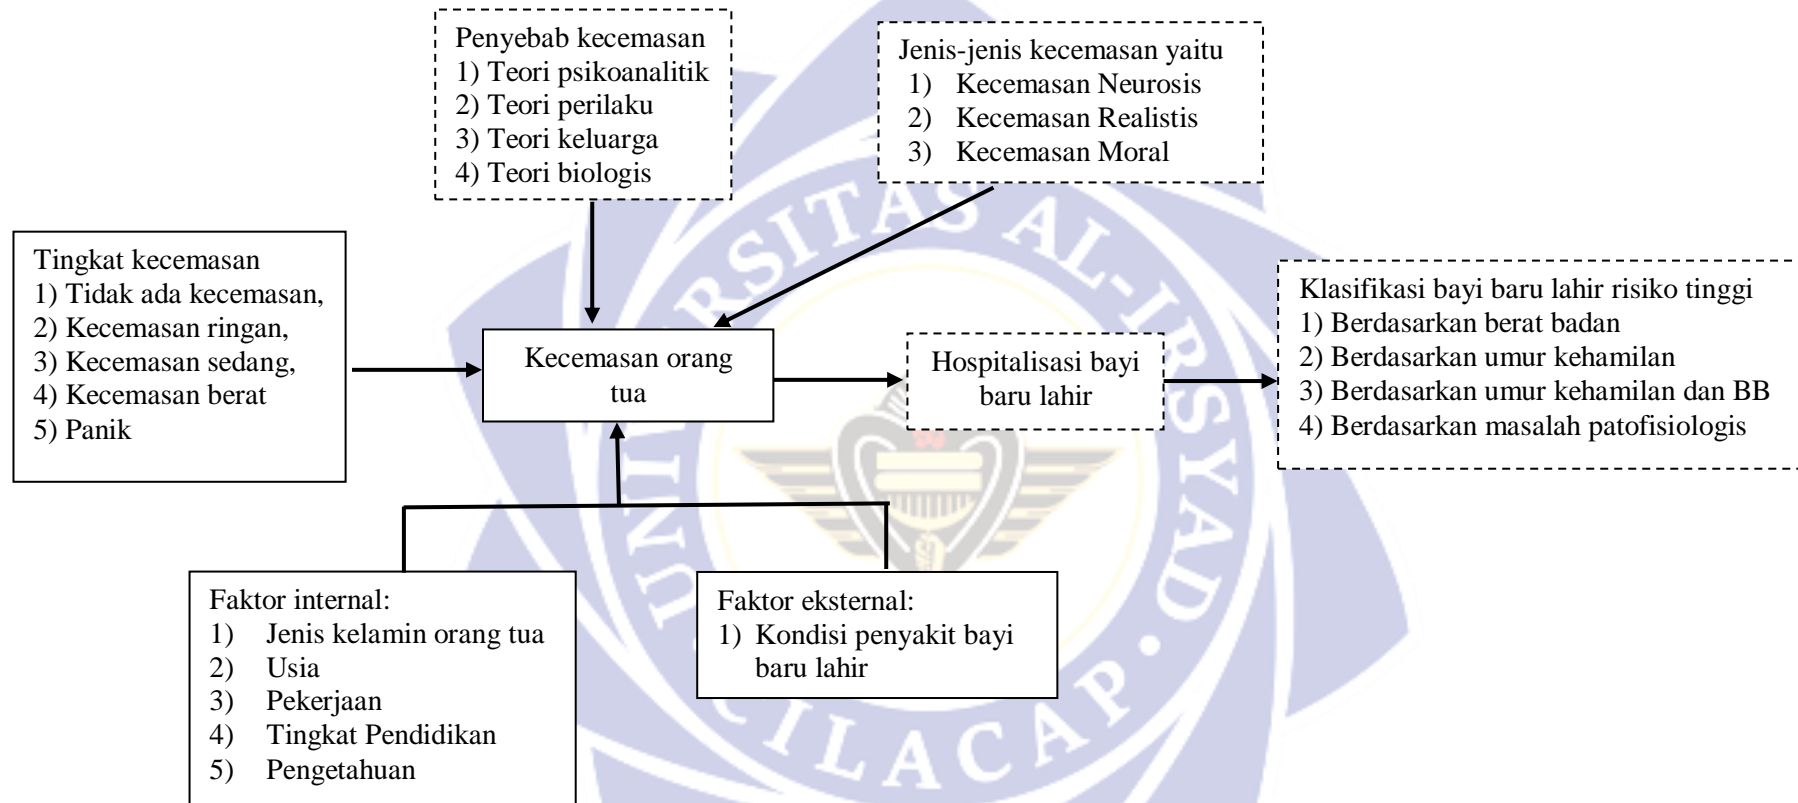 Penyebab kecemasan
1) Teori psikoanalitik
2) Teori perilaku
3) Teori keluarga
4) Teori biologis
Jenis-jenis kecemasan yaitu
1) Kecemasan Neurosis
2) Kecemasan Realistis
3) Kecemasan Moral
Tingkat kecemasan
1) Tidak ada kecemasan,
2) Kecemasan ringan,
3) Kecemasan sedang,
4) Kecemasan berat
5) Panik
Kecemasan orang
tua
Hospitalisasi bayi
baru lahir
Klasifikasi bayi baru lahir risiko tinggi
1) Berdasarkan berat badan
2) Berdasarkan umur kehamilan
3) Berdasarkan umur kehamilan dan BB
4) Berdasarkan masalah patofisiologis
Faktor internal:
1) Jenis kelamin orang tua
2) Usia
3) Pekerjaan
4) Tingkat Pendidikan
5) Pengetahuan
Faktor eksternal:
1) Kondisi penyakit bayi
baru lahir
UNIVERSITAS AL-IRSYAD
CILACAP